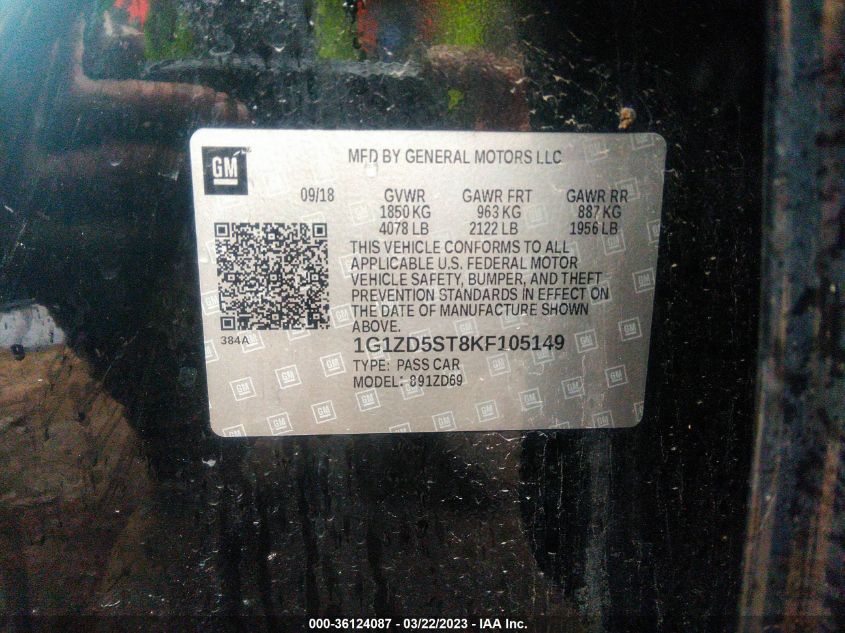 GM
MFD BY GENERAL MOTORS LLC
09/18 GVWR GAWR FRT GAWR RR
1850 KG 963 KG 887 KG
4078 LB 2122 LB 1956 LB
THIS VEHICLE CONFORMS TO ALL
APPLICABLE U.S. FEDERAL MOTOR
VEHICLE SAFETY, BUMPER, AND THEFT
PREVENTION STANDARDS IN EFFECT ON
THE DATE OF MANUFACTURE SHOWN
ABOVE.
384A
1G1ZD5ST8KF105149
TYPE: PASS CAR
MODEL: 891ZD69
000-36124087 - 03/22/2023 - IAA Inc.